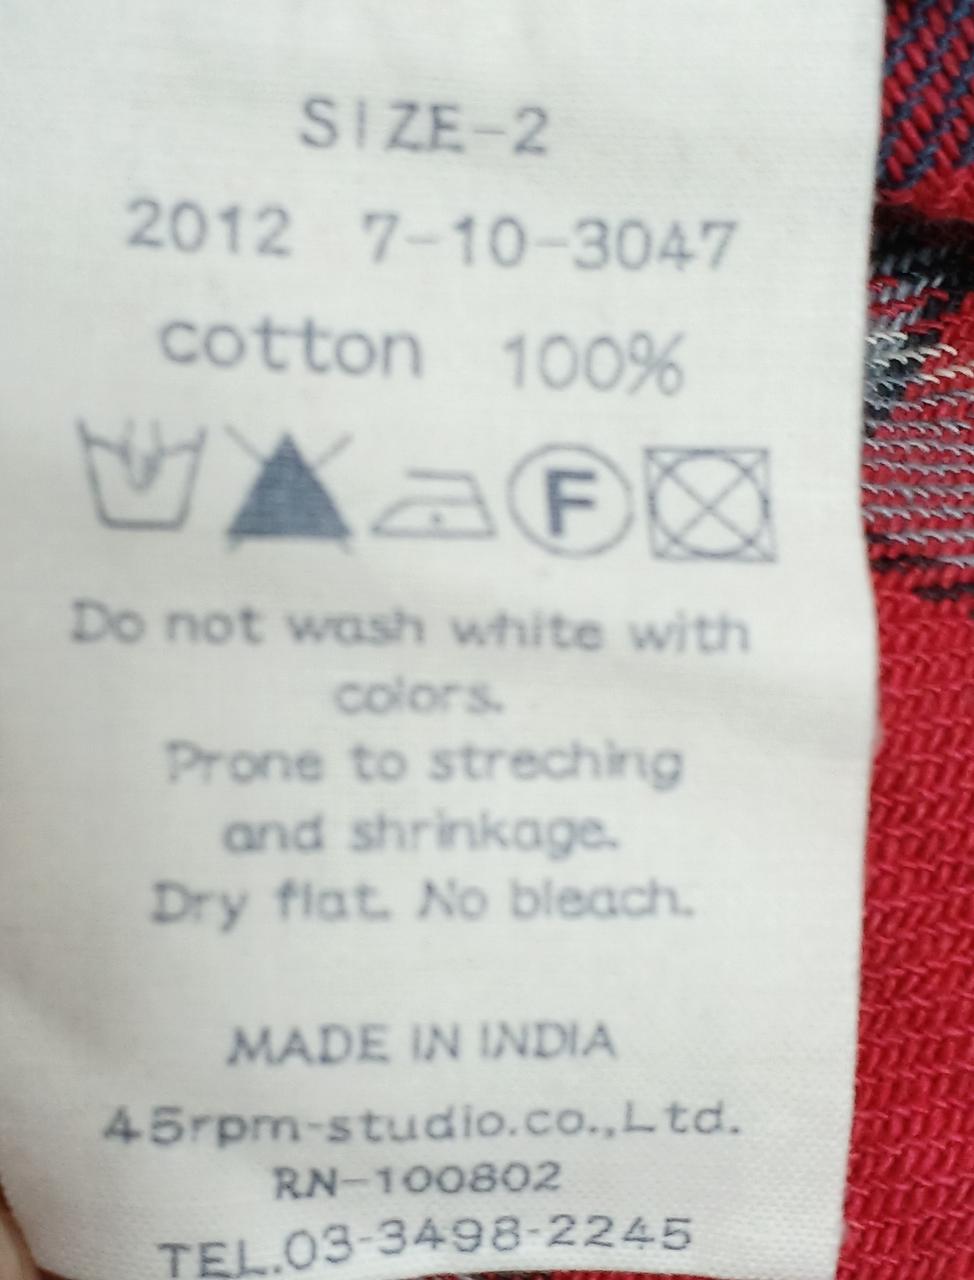 SIZE-2
2012 7-10-3047
cotton 100%
F
Do not wash white with
colors.
Prone to streching
and shrinkage.
Dry flat. No bleach.
MADE IN INDIA
45rpm-studio.co.,Ltd.
RN-100802
TEL.03-3498-2245